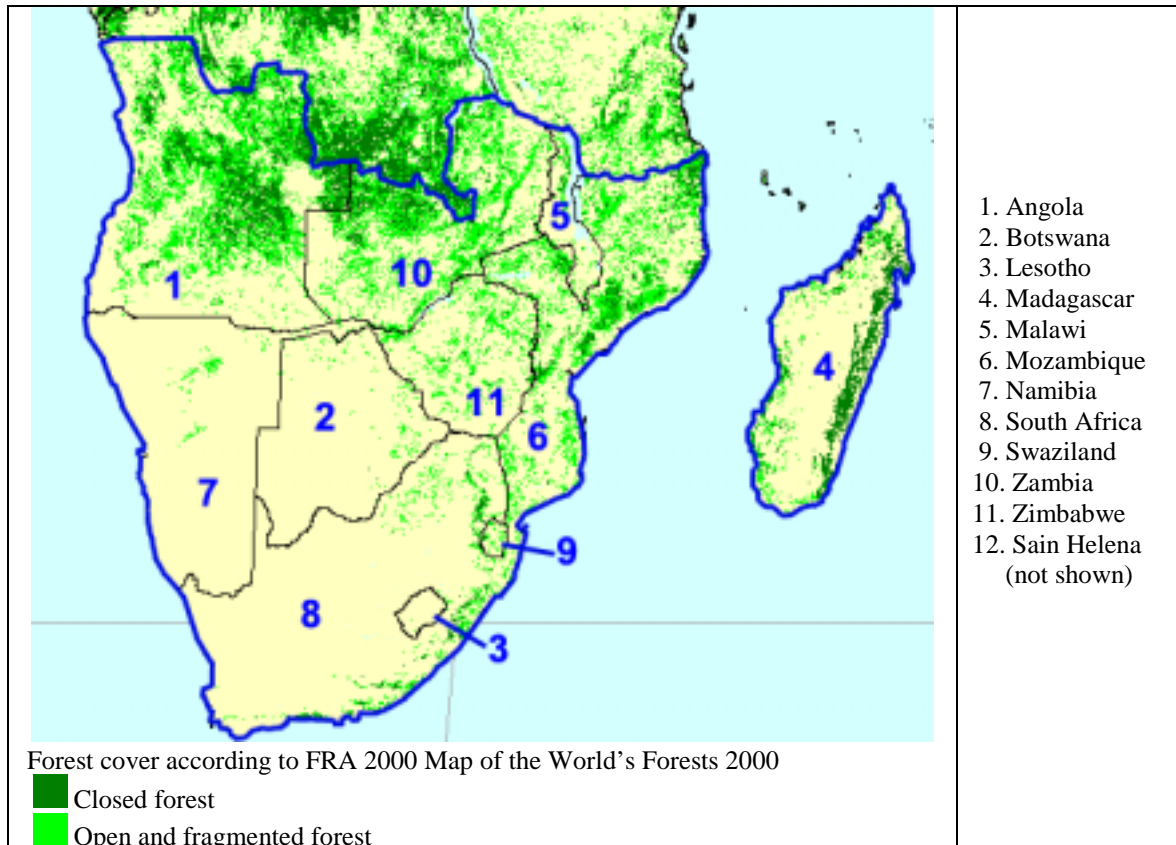 1
2
3
4
5
6
7
8
9
10
11
Forest cover according to FRA 2000 Map of the World's Forests 2000
Closed forest
Open and fragmented forest
1. Angola
2. Botswana
3. Lesotho
4. Madagascar
5. Malawi
6. Mozambique
7. Namibia
8. South Africa
9. Swaziland
10. Zambia
11. Zimbabwe
12. Sain Helena
(not shown)